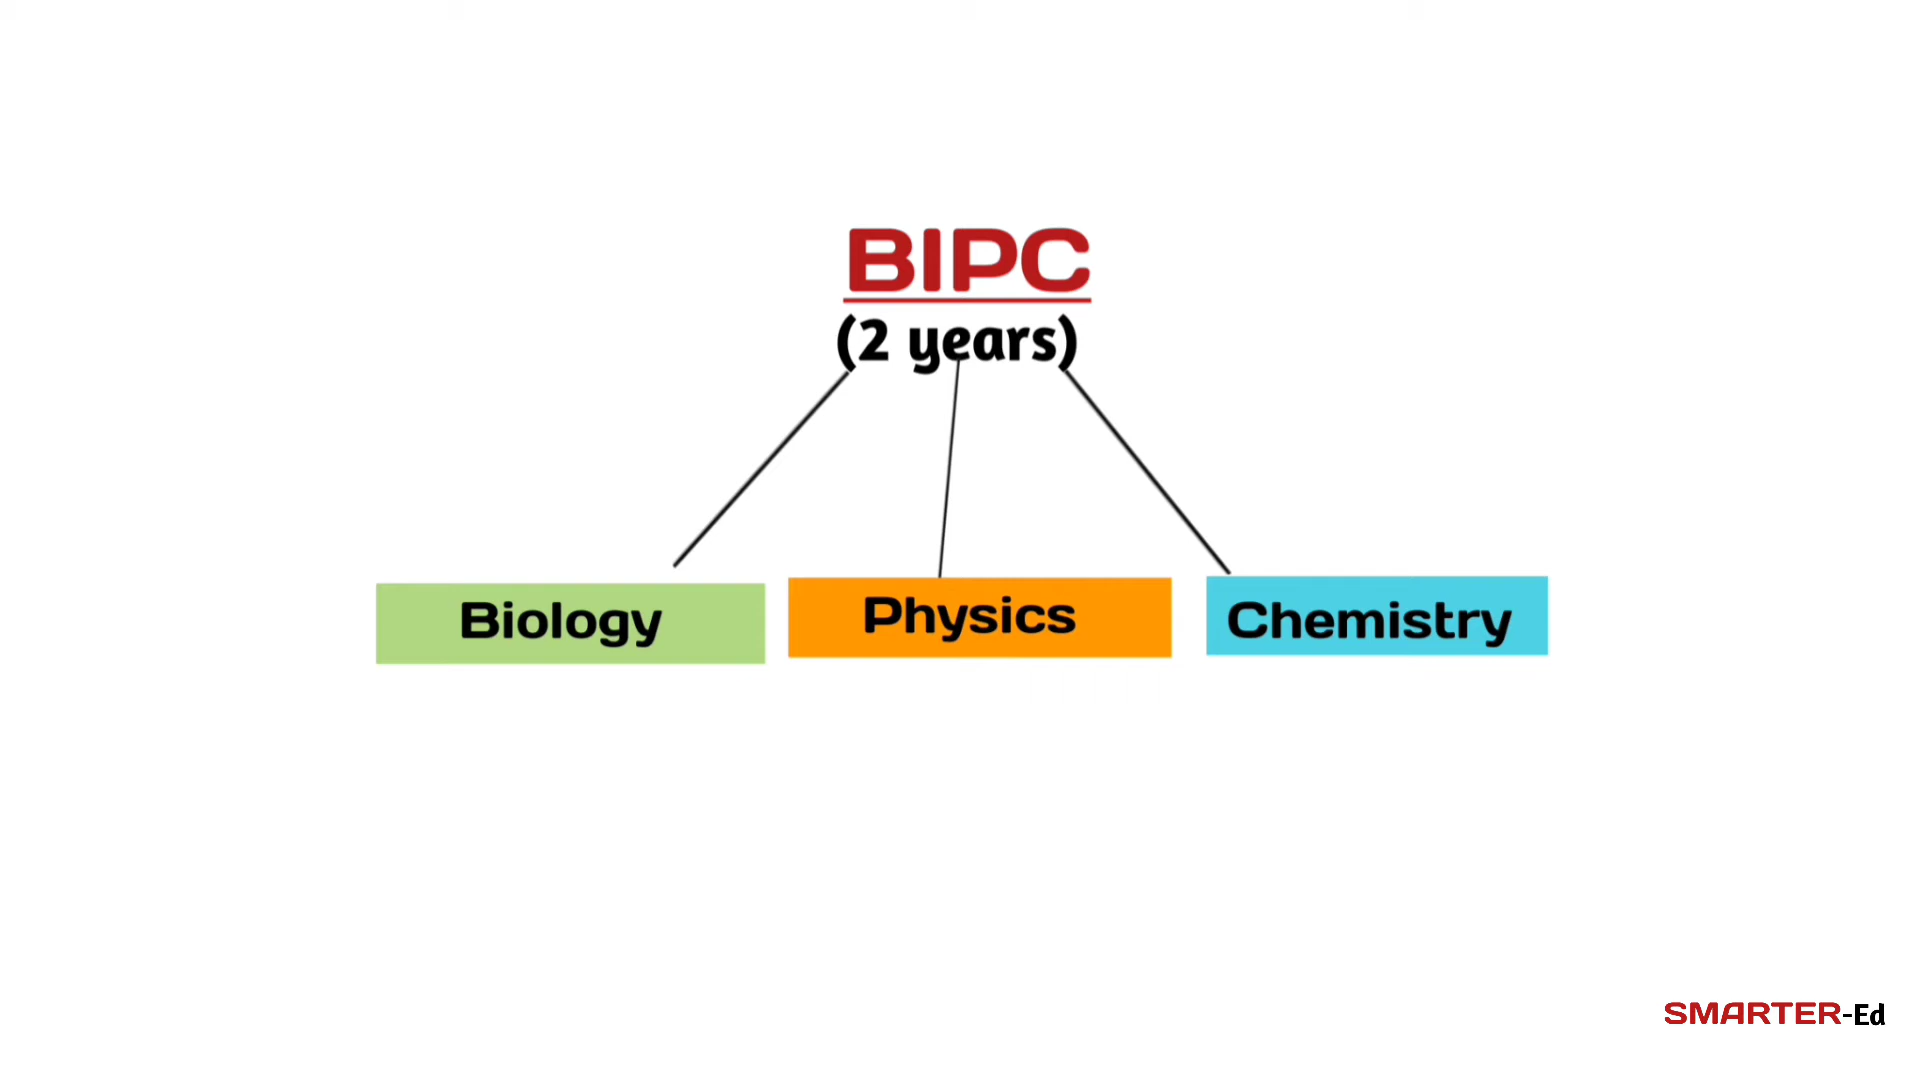 BIPC
(2 years)
Biology
Physics
Chemistry
SMARTER-Ed